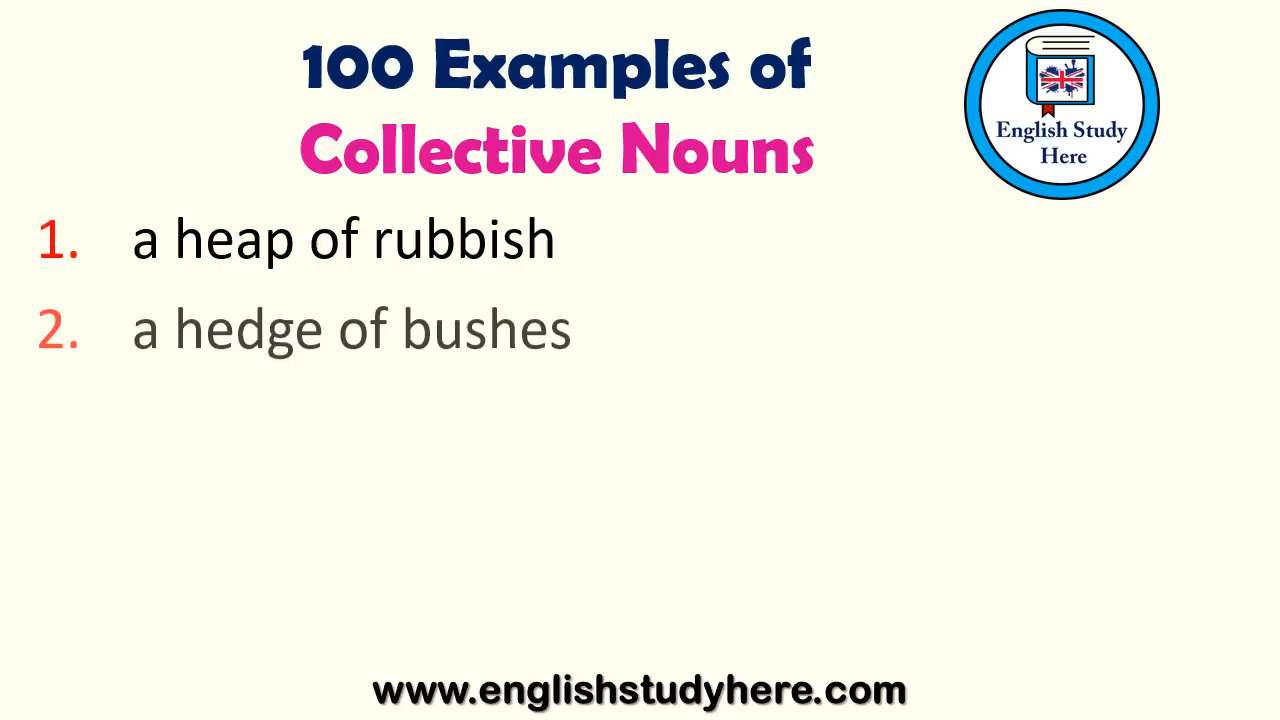 100 Examples of
Collective Nouns
English Study
Here
1. a heap of rubbish
2. a hedge of bushes
www.englishstudyhere.com